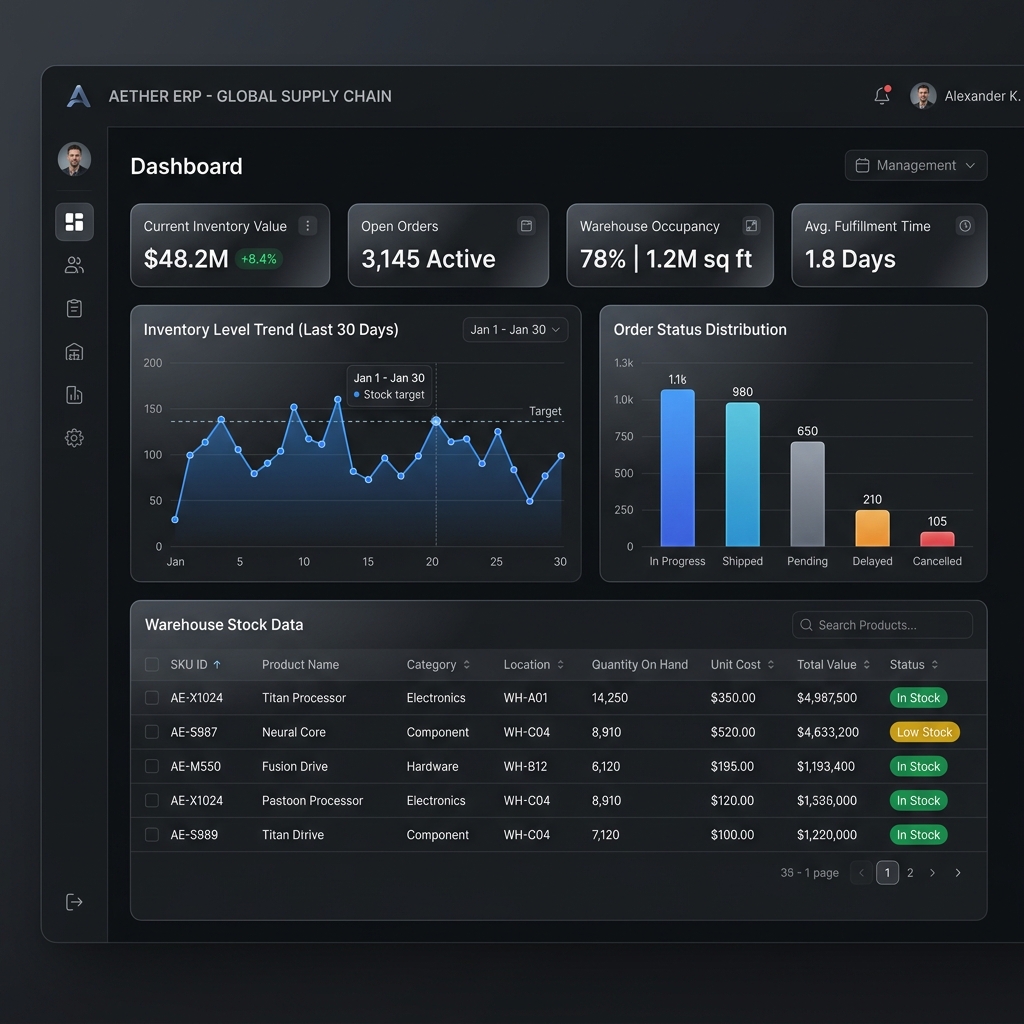 AETHER ERP - GLOBAL SUPPLY CHAIN
Alexander K.
Dashboard
Management
Current Inventory Value
$48.2M +8.4%
Open Orders
3,145 Active
Warehouse Occupancy
78% | 1.2M sq ft
Avg. Fulfillment Time
1.8 Days
Inventory Level Trend (Last 30 Days)
Jan 1 - Jan 30
200
150
100
50
0
Jan 1 - Jan 30
Stock target
Target
Jan 5 10 15 20 25 30
Order Status Distribution
1.3k
1.0k
750
500
250
0
1.1k
980
650
210
105
In Progress Shipped Pending Delayed Cancelled
Warehouse Stock Data
Search Products...
SKU ID ↑ Product Name Category Location Quantity On Hand Unit Cost Total Value Status
AE-X1024 Titan Processor Electronics WH-A01 14,250 $350.00 $4,987,500 In Stock
AE-S987 Neural Core Component WH-C04 8,910 $520.00 $4,633,200 Low Stock
AE-M550 Fusion Drive Hardware WH-B12 6,120 $195.00 $1,193,400 In Stock
AE-X1024 Pastoon Processor Electronics WH-C04 8,910 $120.00 $1,536,000 In Stock
AE-S989 Titan DIrive Component WH-C04 7,120 $100.00 $1,220,000 In Stock
36 - 1 page
1 2